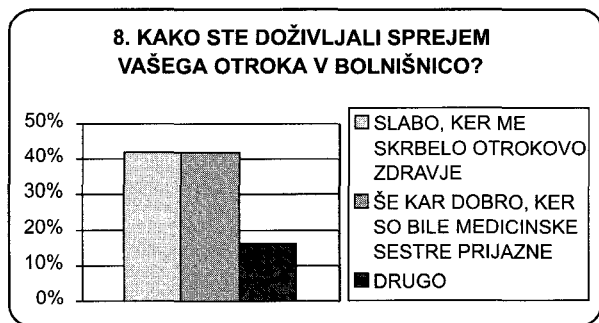 8. KAKO STE DOŽIVLJALI SPREJEM
VAŠEGA OTROKA V BOLNIŠNICO?
50%
40%
30%
20%
10%
0%
SLABO, KER ME
SKRBELO OTROKOVO
ZDRAVJE
ŠE KAR DOBRO, KER
SO BILE MEDICINSKE
SESTRE PRIJAZNE
DRUGO